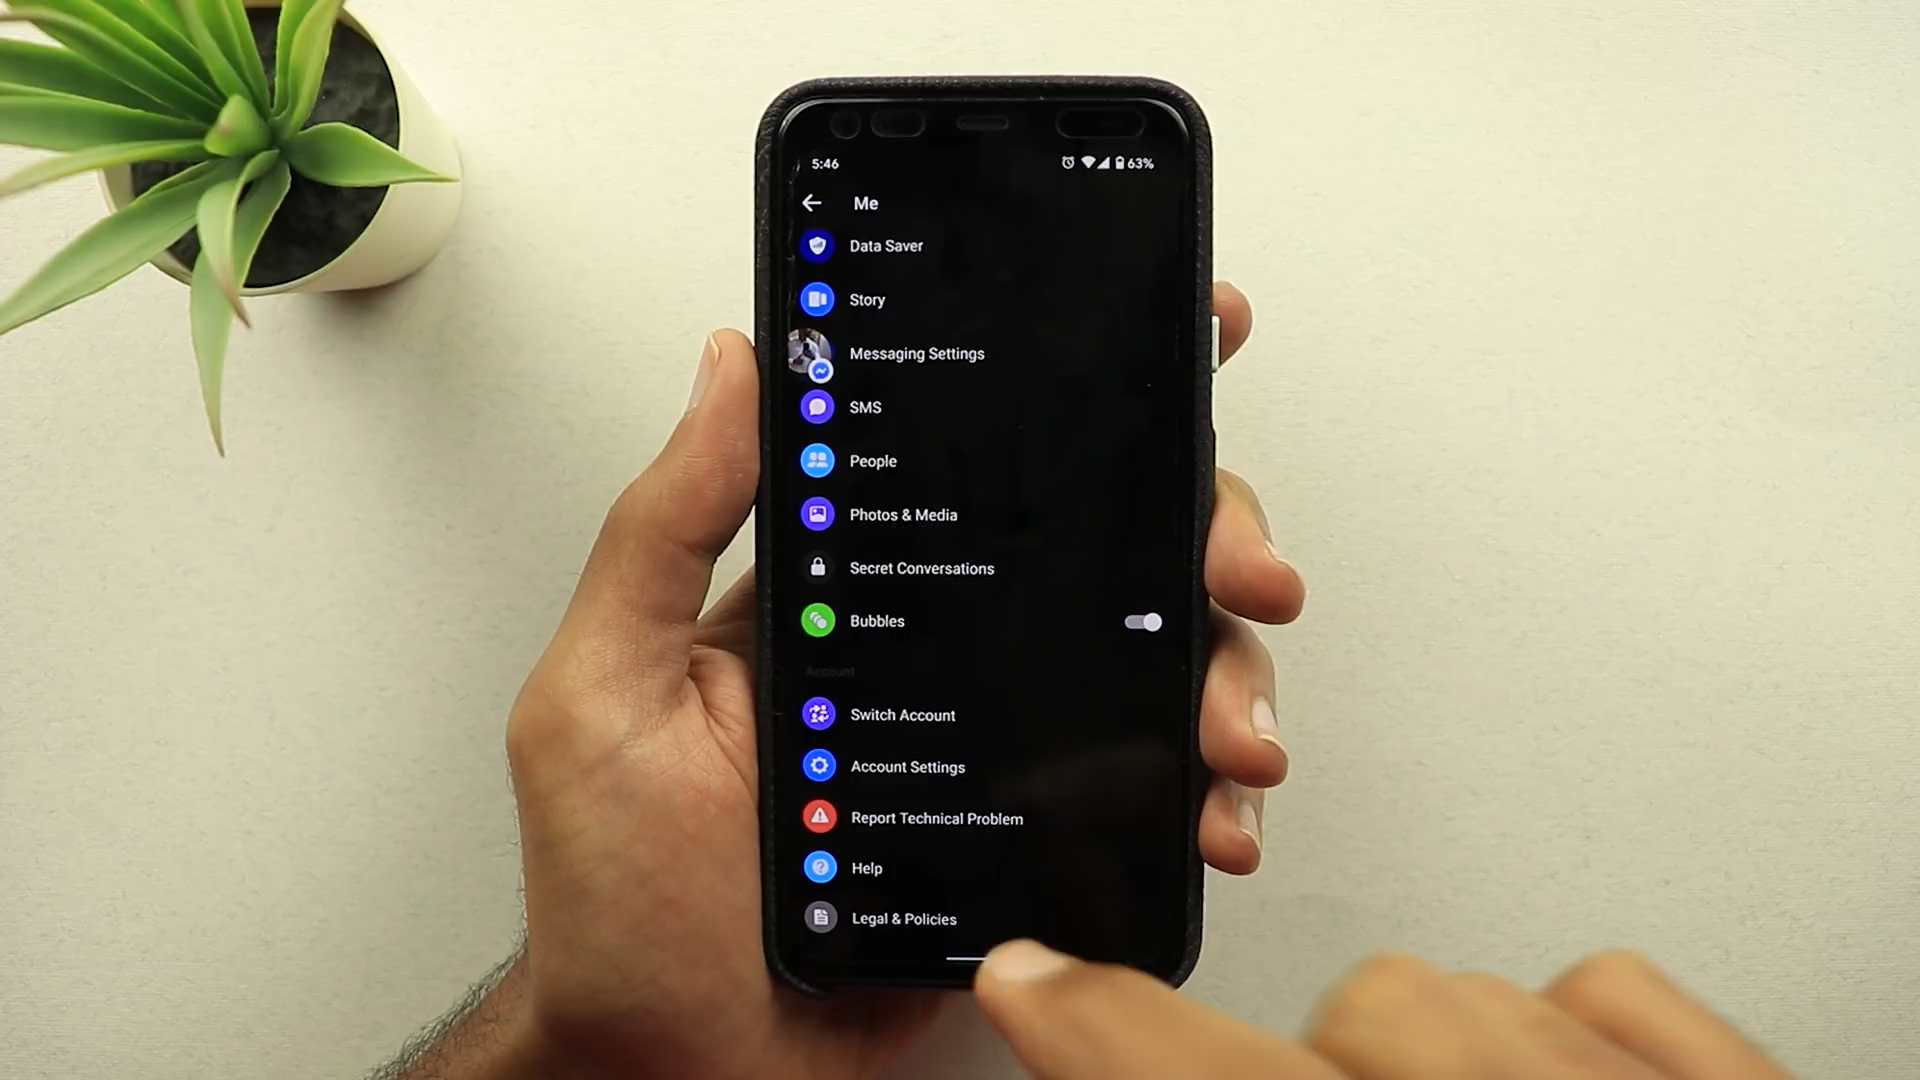 5:46
63%
Me
Data Saver
Story
Messaging Settings
SMS
People
Photos & Media
Secret Conversations
Bubbles
Account
Switch Account
Account Settings
Report Technical Problem
Help
Legal & Policies